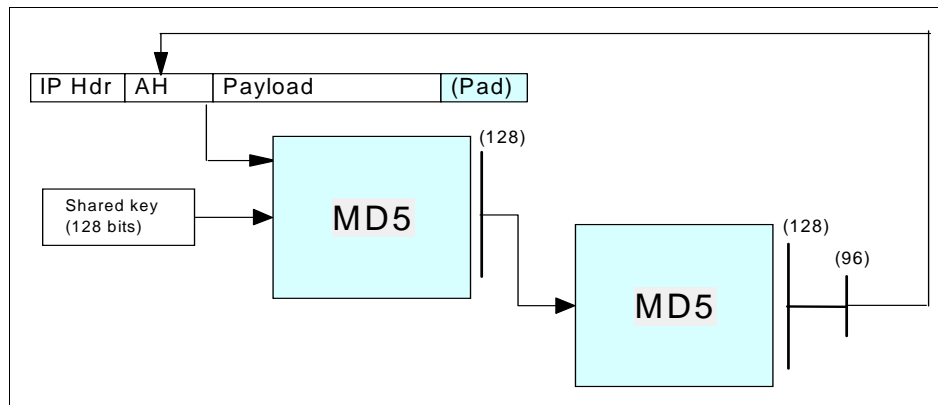 IP Hdr AH Payload (Pad)
(128)
Shared key
(128 bits)
MD5
(128)
(96)
MD5